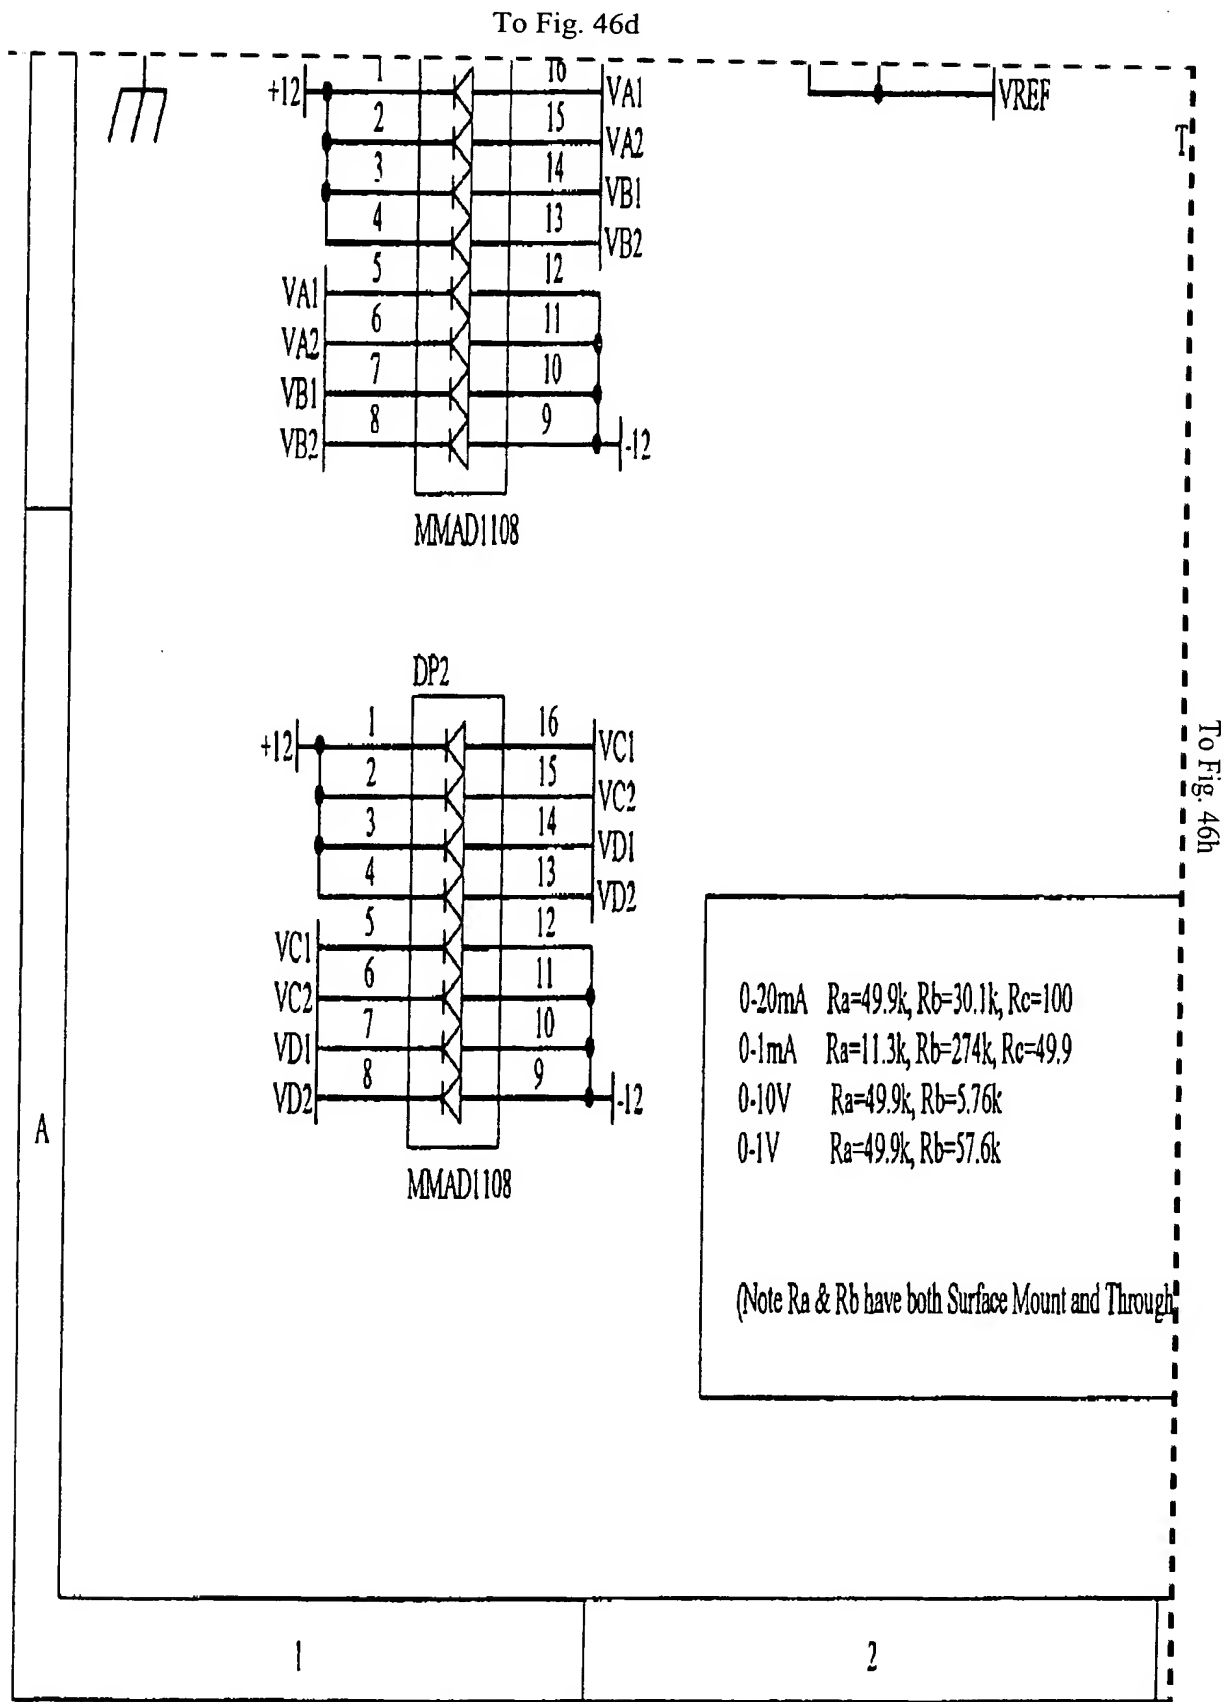 To Fig. 46d
1 16
+12 VA1
2 15
VA2
3 14
VB1
4 13
VB2
5 12
VA1
6 11
VA2
7 10
VB1
8 9
VB2 -12
MMAD1108
VREF
T
DP2
1 16
+12 VC1
2 15
VC2
3 14
VD1
4 13
VD2
5 12
VC1
6 11
VC2
7 10
VD1
8 9
VD2 -12
MMAD1108
To Fig. 46h
0-20mA Ra=49.9k, Rb=30.1k, Rc=100
0-1mA Ra=11.3k, Rb=274k, Rc=49.9
0-10V Ra=49.9k, Rb=5.76k
0-1V Ra=49.9k, Rb=57.6k
(Note Ra & Rb have both Surface Mount and Through
A
1 2